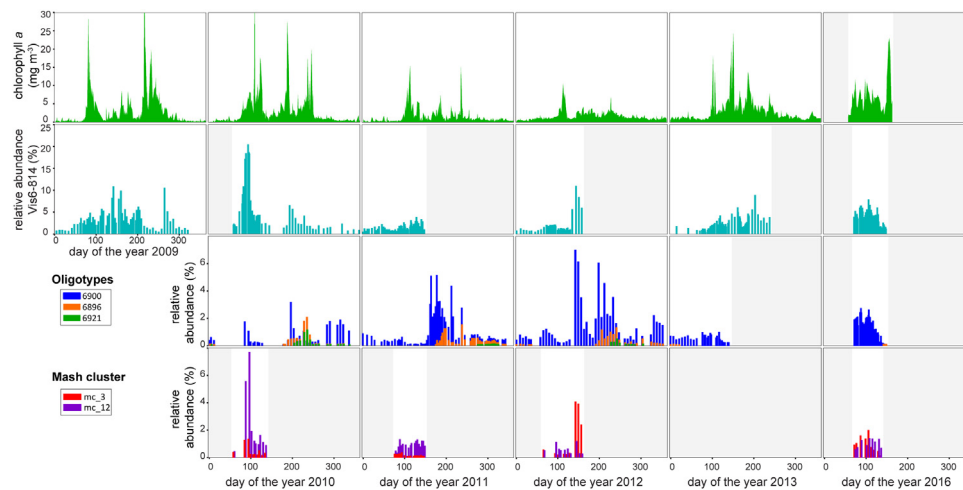 chlorophyll a
(mg m-3)
30
25
20
15
10
5
0
relative abundance
Vis6-814 (%)
25
20
15
10
5
0
0 100 200 300
day of the year 2009
Oligotypes
6900
6896
6921
relative
abundance (%)
6
4
2
0
Mash cluster
mc_3
mc_12
relative
abundance (%)
6
4
2
0
0 100 200 300
0 100 200 300
0 100 200 300
0 100 200 300
0 100 200 300
day of the year 2010
day of the year 2011
day of the year 2012
day of the year 2013
day of the year 2016